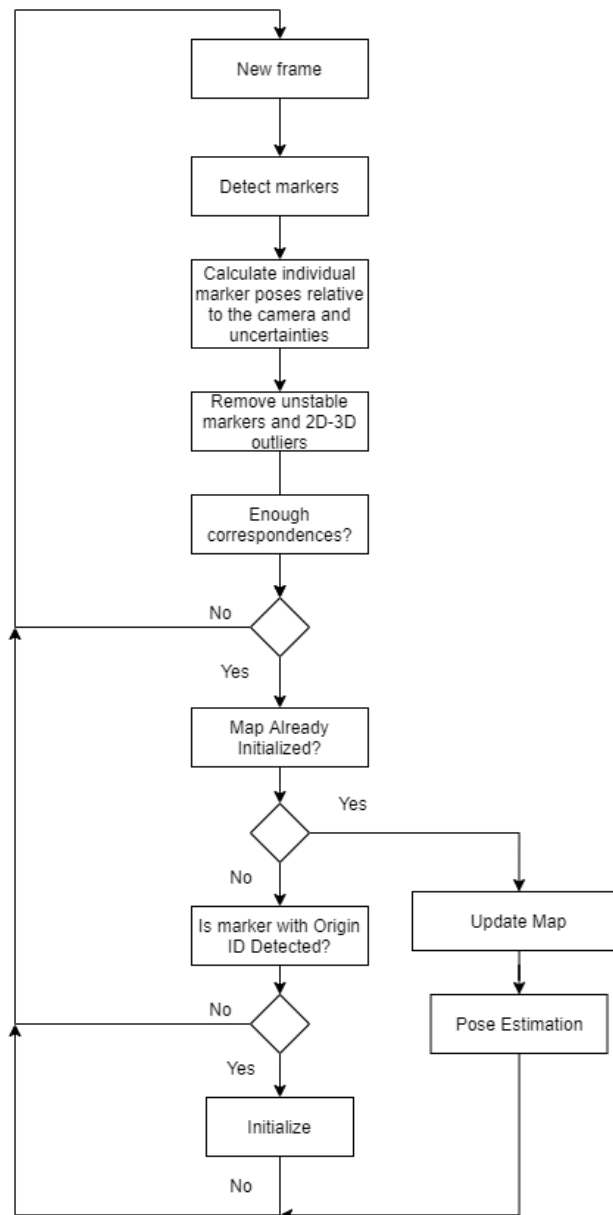 New frame
Detect markers
Calculate individual
marker poses relative
to the camera and
uncertainties
Remove unstable
markers and 2D-3D
outliers
Enough
correspondences?
No
Yes
Map Already
Initialized?
Yes
No
Update Map
Is marker with Origin
ID Detected?
No
Pose Estimation
Yes
Initialize
No